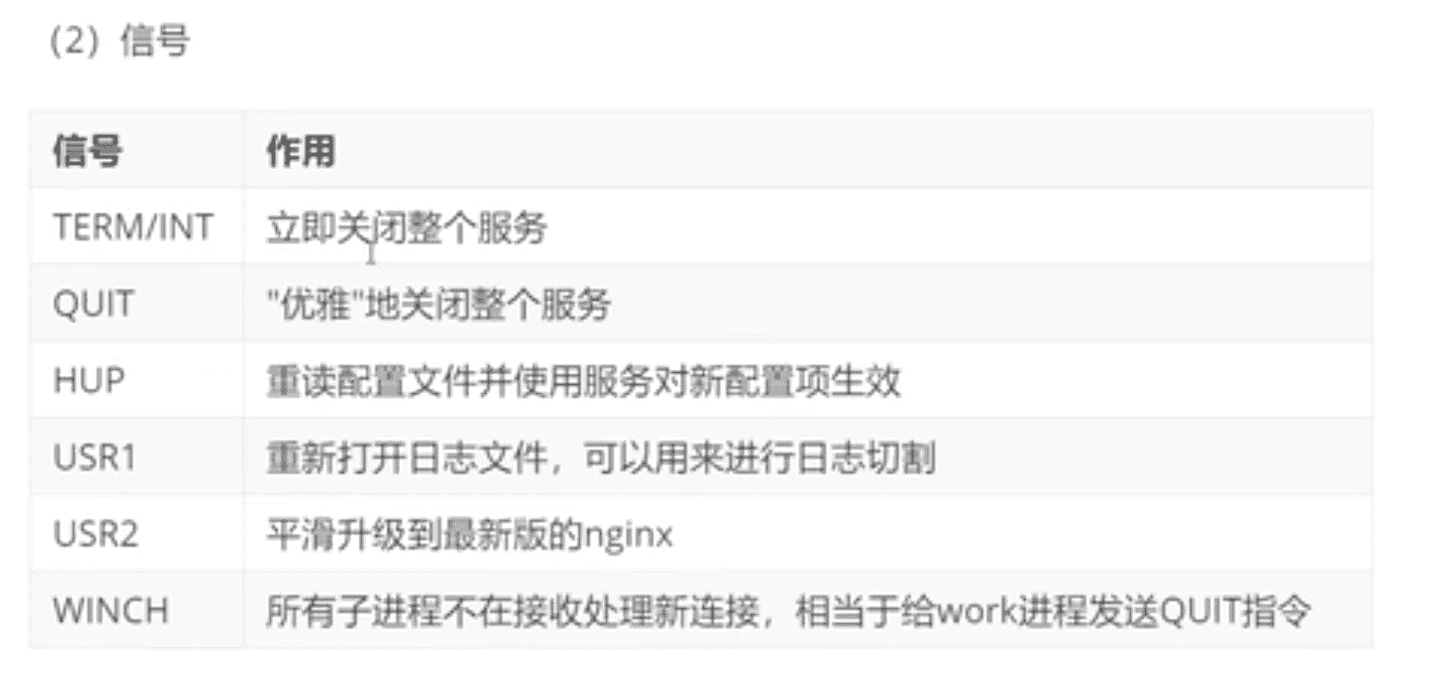 （2）信号
信号 作用
TERM/INT 立即关闭整个服务
QUIT "优雅"地关闭整个服务
HUP 重读配置文件并使用服务对新配置项生效
USR1 重新打开日志文件，可以用来进行日志切割
USR2 平滑升级到最新版的nginx
WINCH 所有子进程不在接收处理新连接，相当于给work进程发送QUIT指令